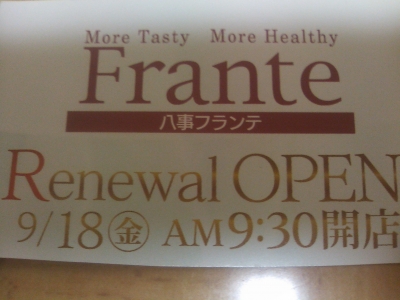 More Tasty More Healthy
Frante
八事フランテ
Renewal OPEN
9/18㊎ AM9:30開店